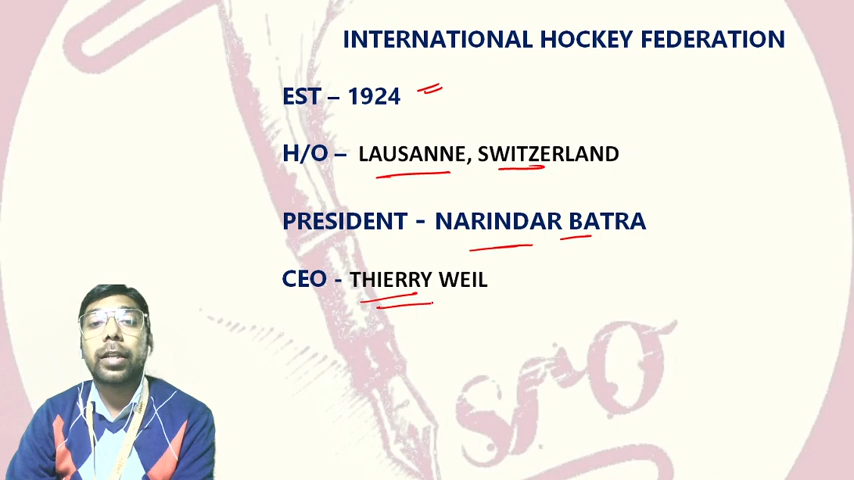 INTERNATIONAL HOCKEY FEDERATION
EST – 1924
H/O – LAUSANNE, SWITZERLAND
PRESIDENT - NARINDAR BATRA
CEO - THIERRY WEIL